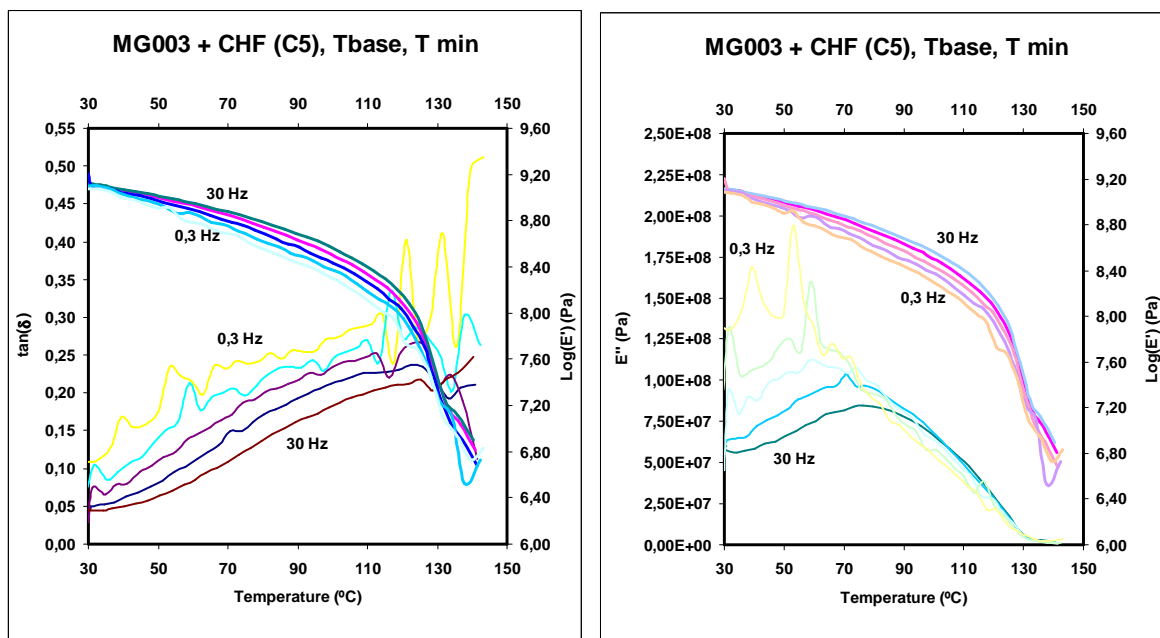 MG003 + CHF (C5), Tbase, T min
30 50 70 90 110 130 150
0,55 9,60
0,50 9,20
0,45 8,80
0,40 8,40
0,35 8,00
0,30
0,25 7,60
0,20 7,20
0,15 6,80
0,10 6,40
0,05
0,00 6,00
tan(δ)
Log(E') (Pa)
30 Hz
0,3 Hz
0,3 Hz
30 Hz
30 50 70 90 110 130 150
Temperature (ºC)
MG003 + CHF (C5), Tbase, T min
30 50 70 90 110 130 150
2,50E+08 9,60
2,25E+08 9,20
2,00E+08 8,80
1,75E+08 8,40
1,50E+08 8,00
1,25E+08
1,00E+08 7,60
7,50E+07 7,20
5,00E+07 6,80
2,50E+07 6,40
0,00E+00 6,00
E'' (Pa)
Log(E') (Pa)
30 Hz
0,3 Hz
0,3 Hz
30 Hz
30 50 70 90 110 130 150
Temperature (ºC)